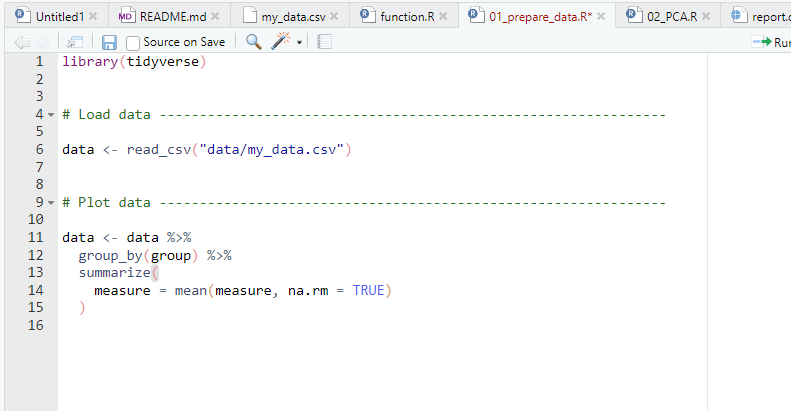 Untitled1 × MD README.md × my_data.csv × R function.R × R 01_prepare_data.R* × R 02_PCA.R × report.
Source on Save Run
1 library(tidyverse)
2
3
4 # Load data ---------------------------------------------------------------
5
6 data <- read_csv("data/my_data.csv")
7
8
9 # Plot data ---------------------------------------------------------------
10
11 data <- data %>%
12   group_by(group) %>%
13   summarize(
14     measure = mean(measure, na.rm = TRUE)
15   )
16